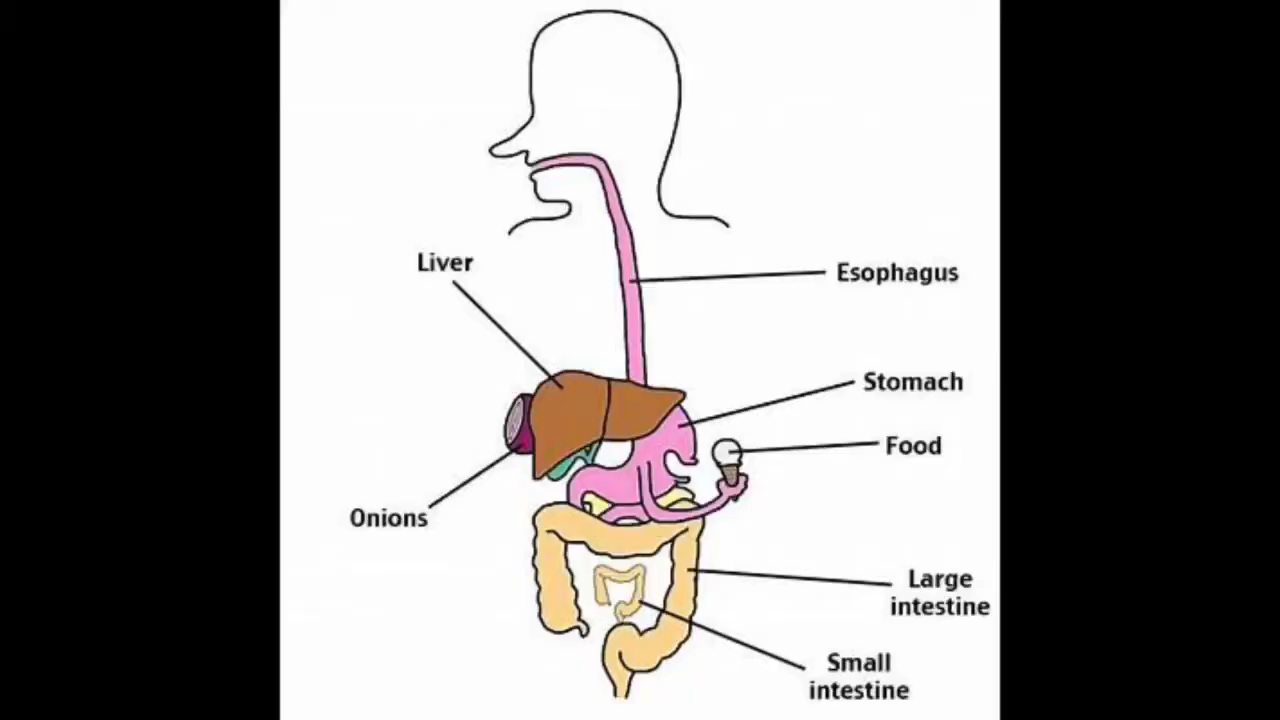 Liver
Esophagus
Stomach
Food
Onions
Large
intestine
Small
intestine